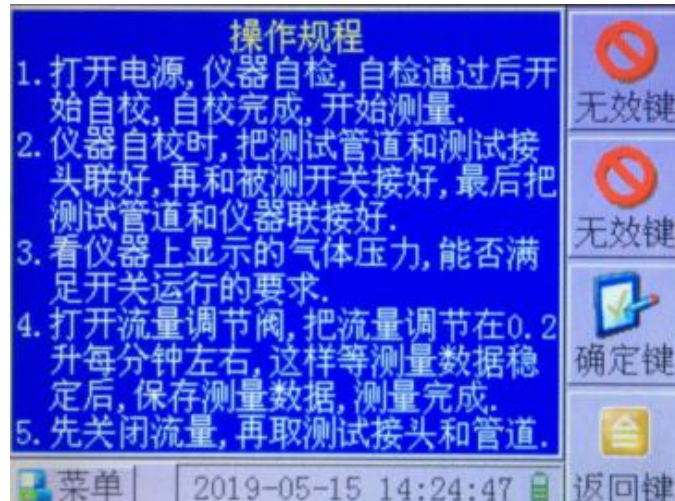 操作规程
1.打开电源,仪器自检,自检通过后开
始自校,自校完成,开始测量.
2.仪器自校时,把测试管道和测试接
头联好,再和被测开关接好,最后把
测试管道和仪器联接好.
3.看仪器上显示的气体压力,能否满
足开关运行的要求.
4.打开流量调节阀,把流量调节在0.2
升每分钟左右,这样等测量数据稳
定后,保存测量数据,测量完成.
5.先关闭流量,再取测试接头和管道.
无效键
无效键
确定键
返回键
菜单
2019-05-15 14:24:47